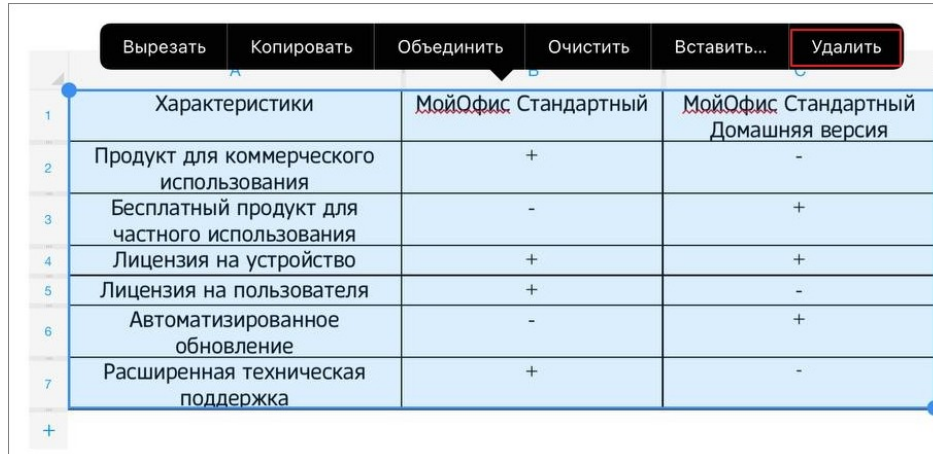 Вырезать Копировать Объединить Очистить Вставить... Удалить
A B C
1 Характеристики МойОфис Стандартный МойОфис Стандартный
Домашняя версия
2 Продукт для коммерческого + -
использования
3 Бесплатный продукт для - +
частного использования
4 Лицензия на устройство + +
5 Лицензия на пользователя + -
6 Автоматизированное - +
обновление
7 Расширенная техническая + -
поддержка
+